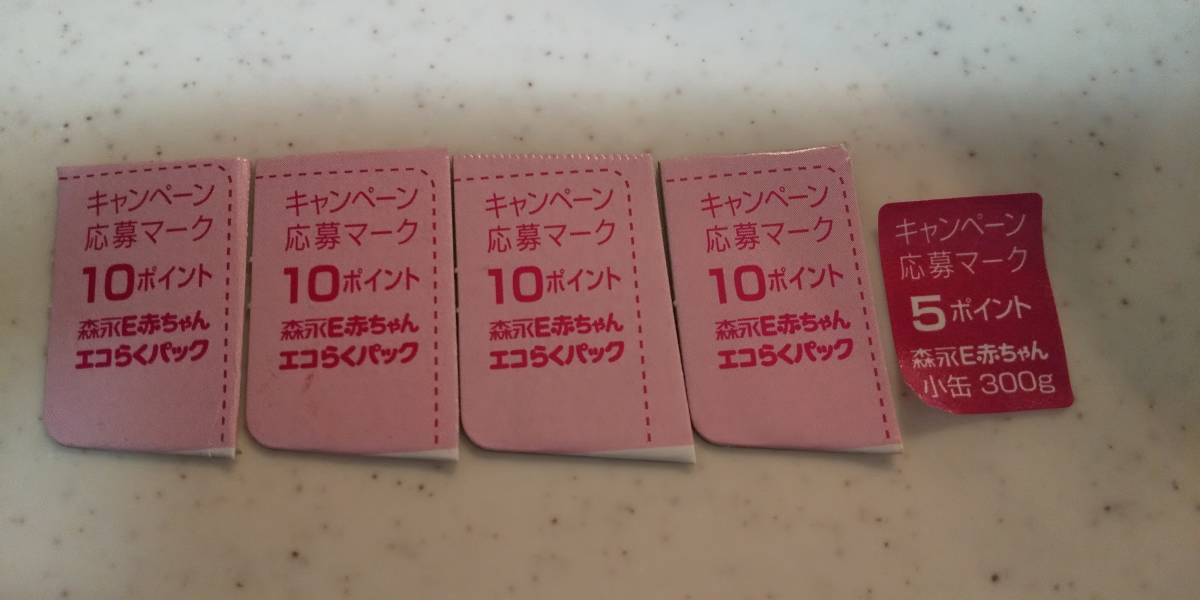 キャンペーン
応募マーク
10ポイント
森永E赤ちゃん
エコらくパック
キャンペーン
応募マーク
10ポイント
森永E赤ちゃん
エコらくパック
キャンペーン
応募マーク
10ポイント
森永E赤ちゃん
エコらくパック
キャンペーン
応募マーク
10ポイント
森永E赤ちゃん
エコらくパック
キャンペーン
応募マーク
5ポイント
森永E赤ちゃん
小缶 300g